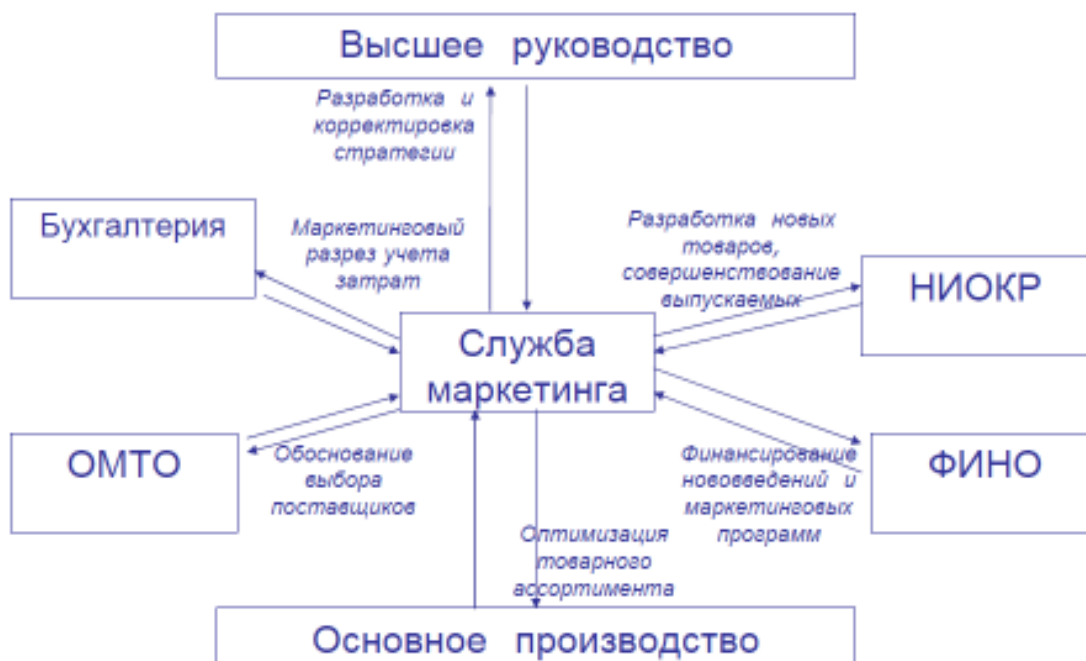 Высшее руководство
Разработка и
корректировка
стратегии
Бухгалтерия
Маркетинговый
разрез учета
затрат
Разработка новых
товаров,
совершенствование
выпускаемых
НИОКР
Служба
маркетинга
ОМТО
Обоснование
выбора
поставщиков
Финансирование
нововведений и
маркетинговых
программ
ФИНО
Оптимизация
товарного
ассортимента
Основное производство